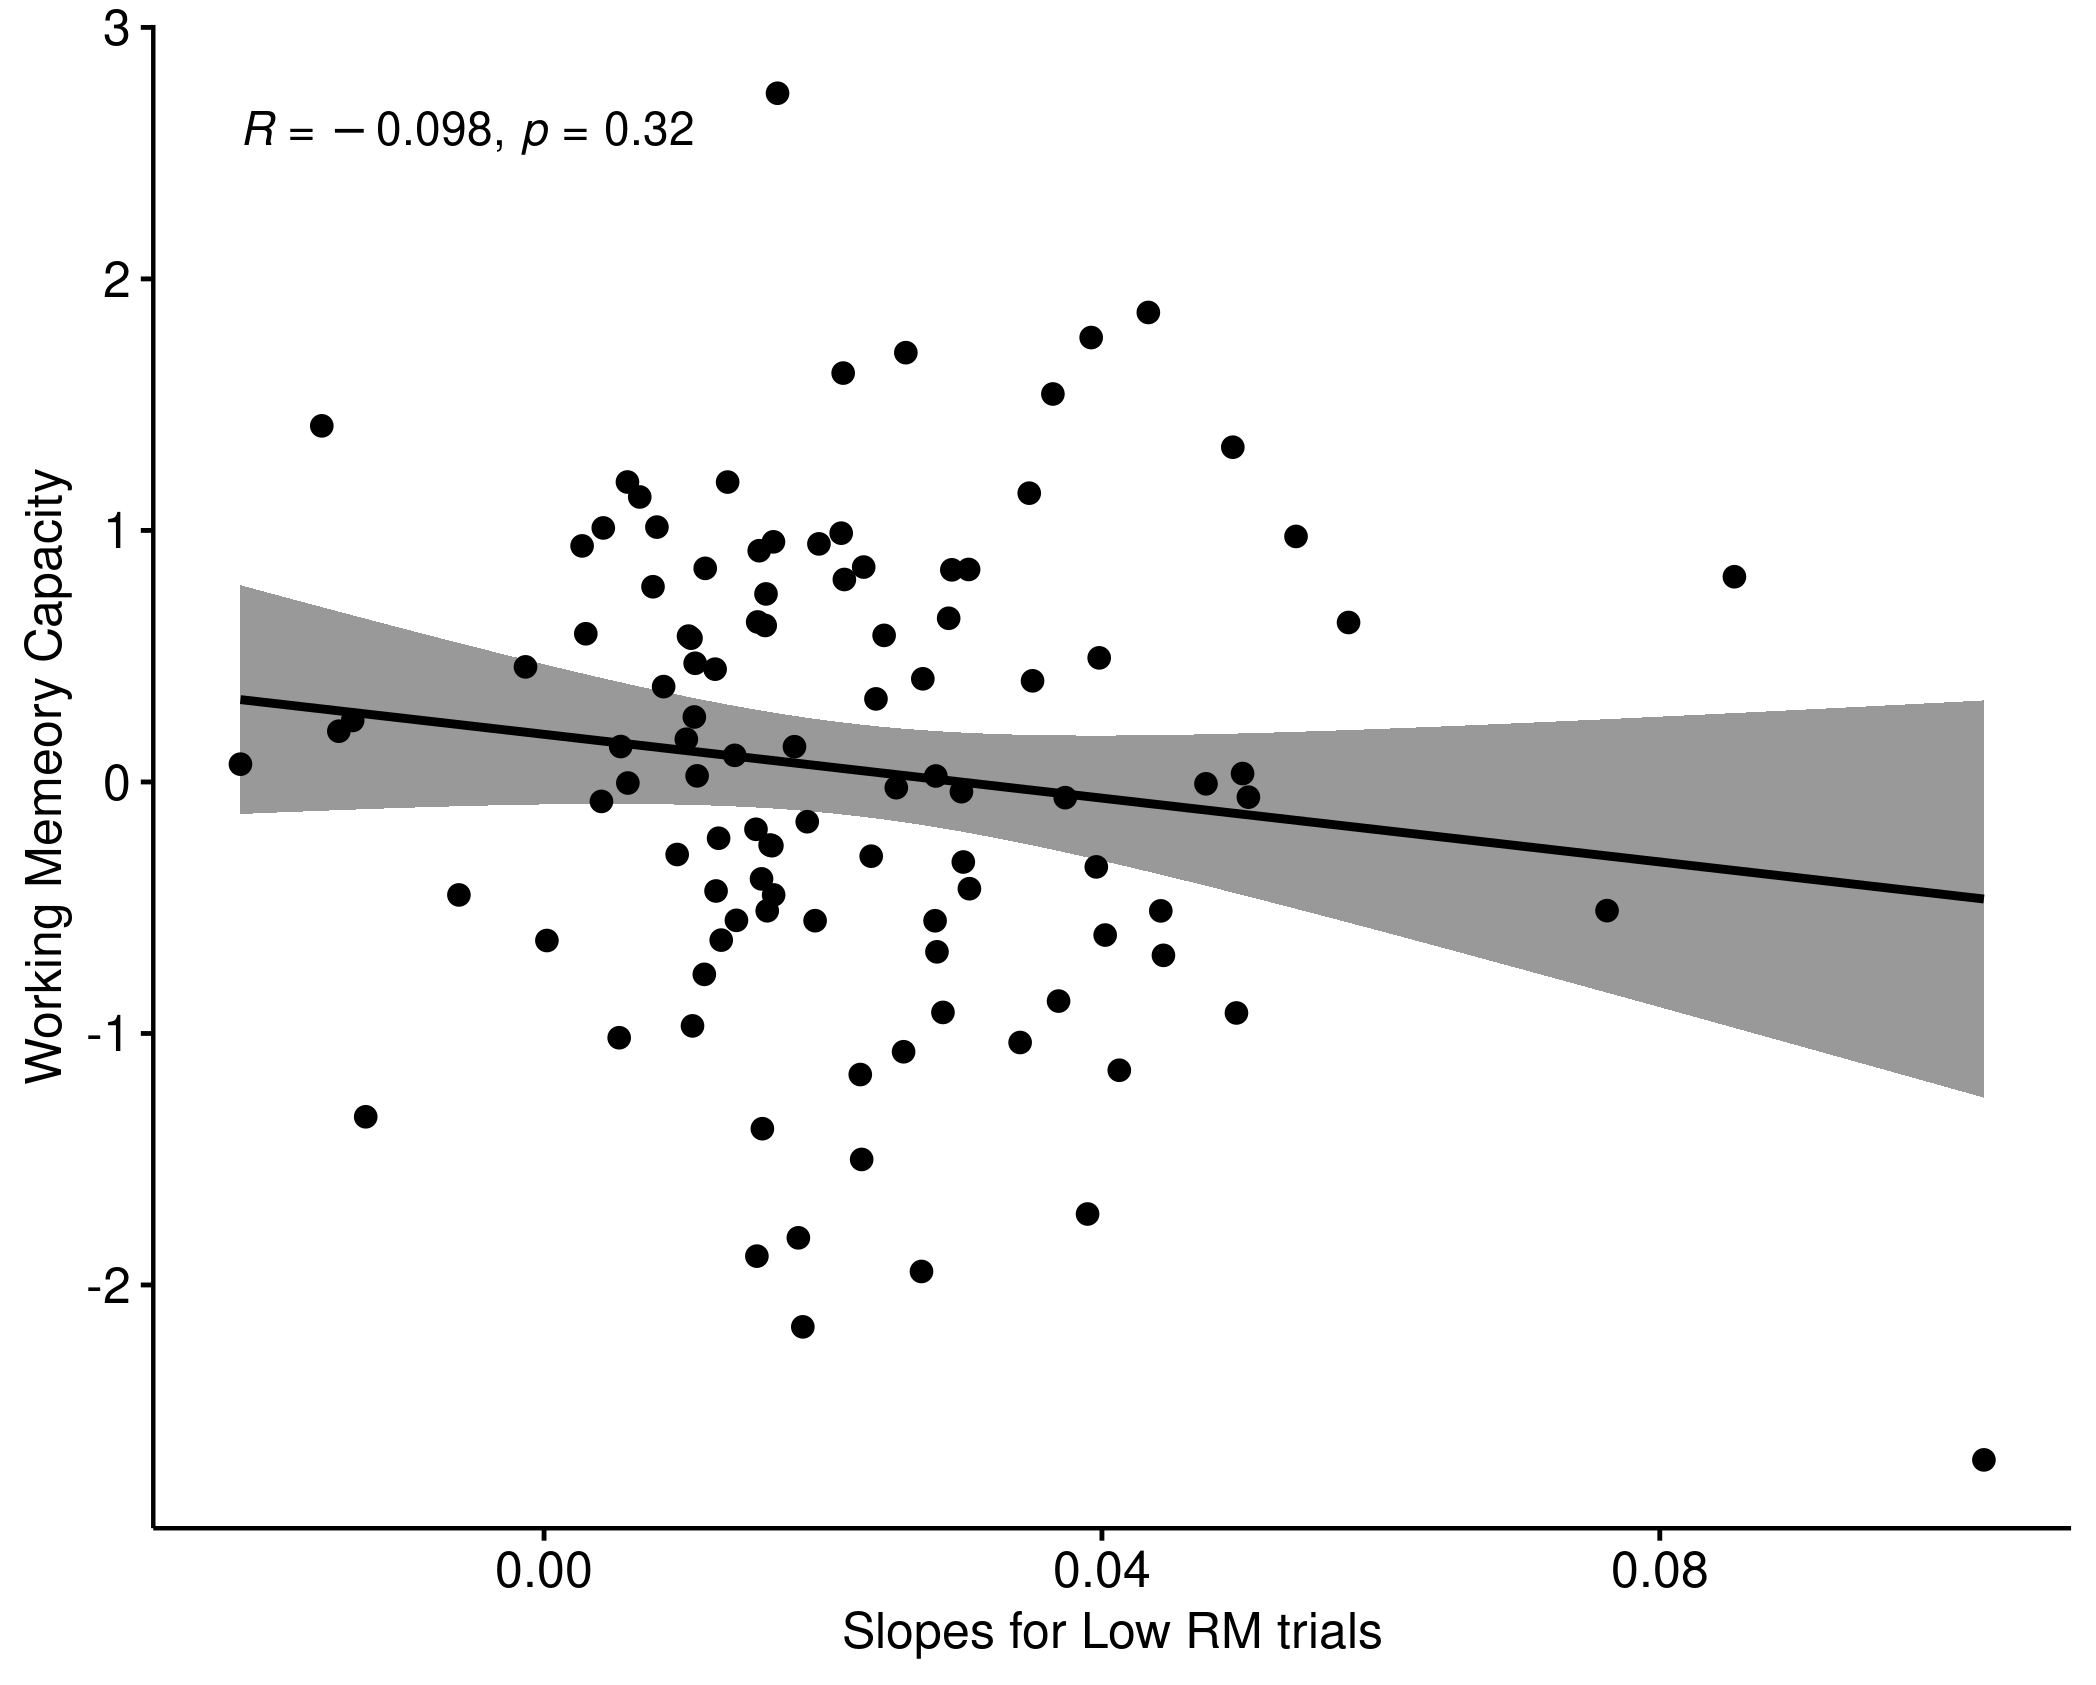 3
R = − 0.098, p = 0.32
2
1
0
-1
-2
Working Memeory Capacity
0.00 0.04 0.08
Slopes for Low RM trials